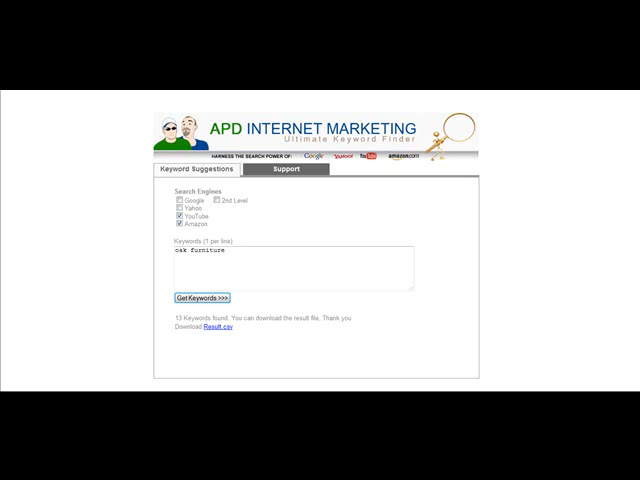 APD INTERNET MARKETING
Ultimate Keyword Finder
HARNESS THE SEARCH POWER OF: Google YAHOO! YouTube amazon.com
Keyword Suggestions Support
Search Engines
Google 2nd Level
Yahoo
YouTube
Amazon
Keywords (1 per line)
oak furniture
Get Keywords >>>
13 Keywords found. You can download the result file, Thank you
Download Result.csv